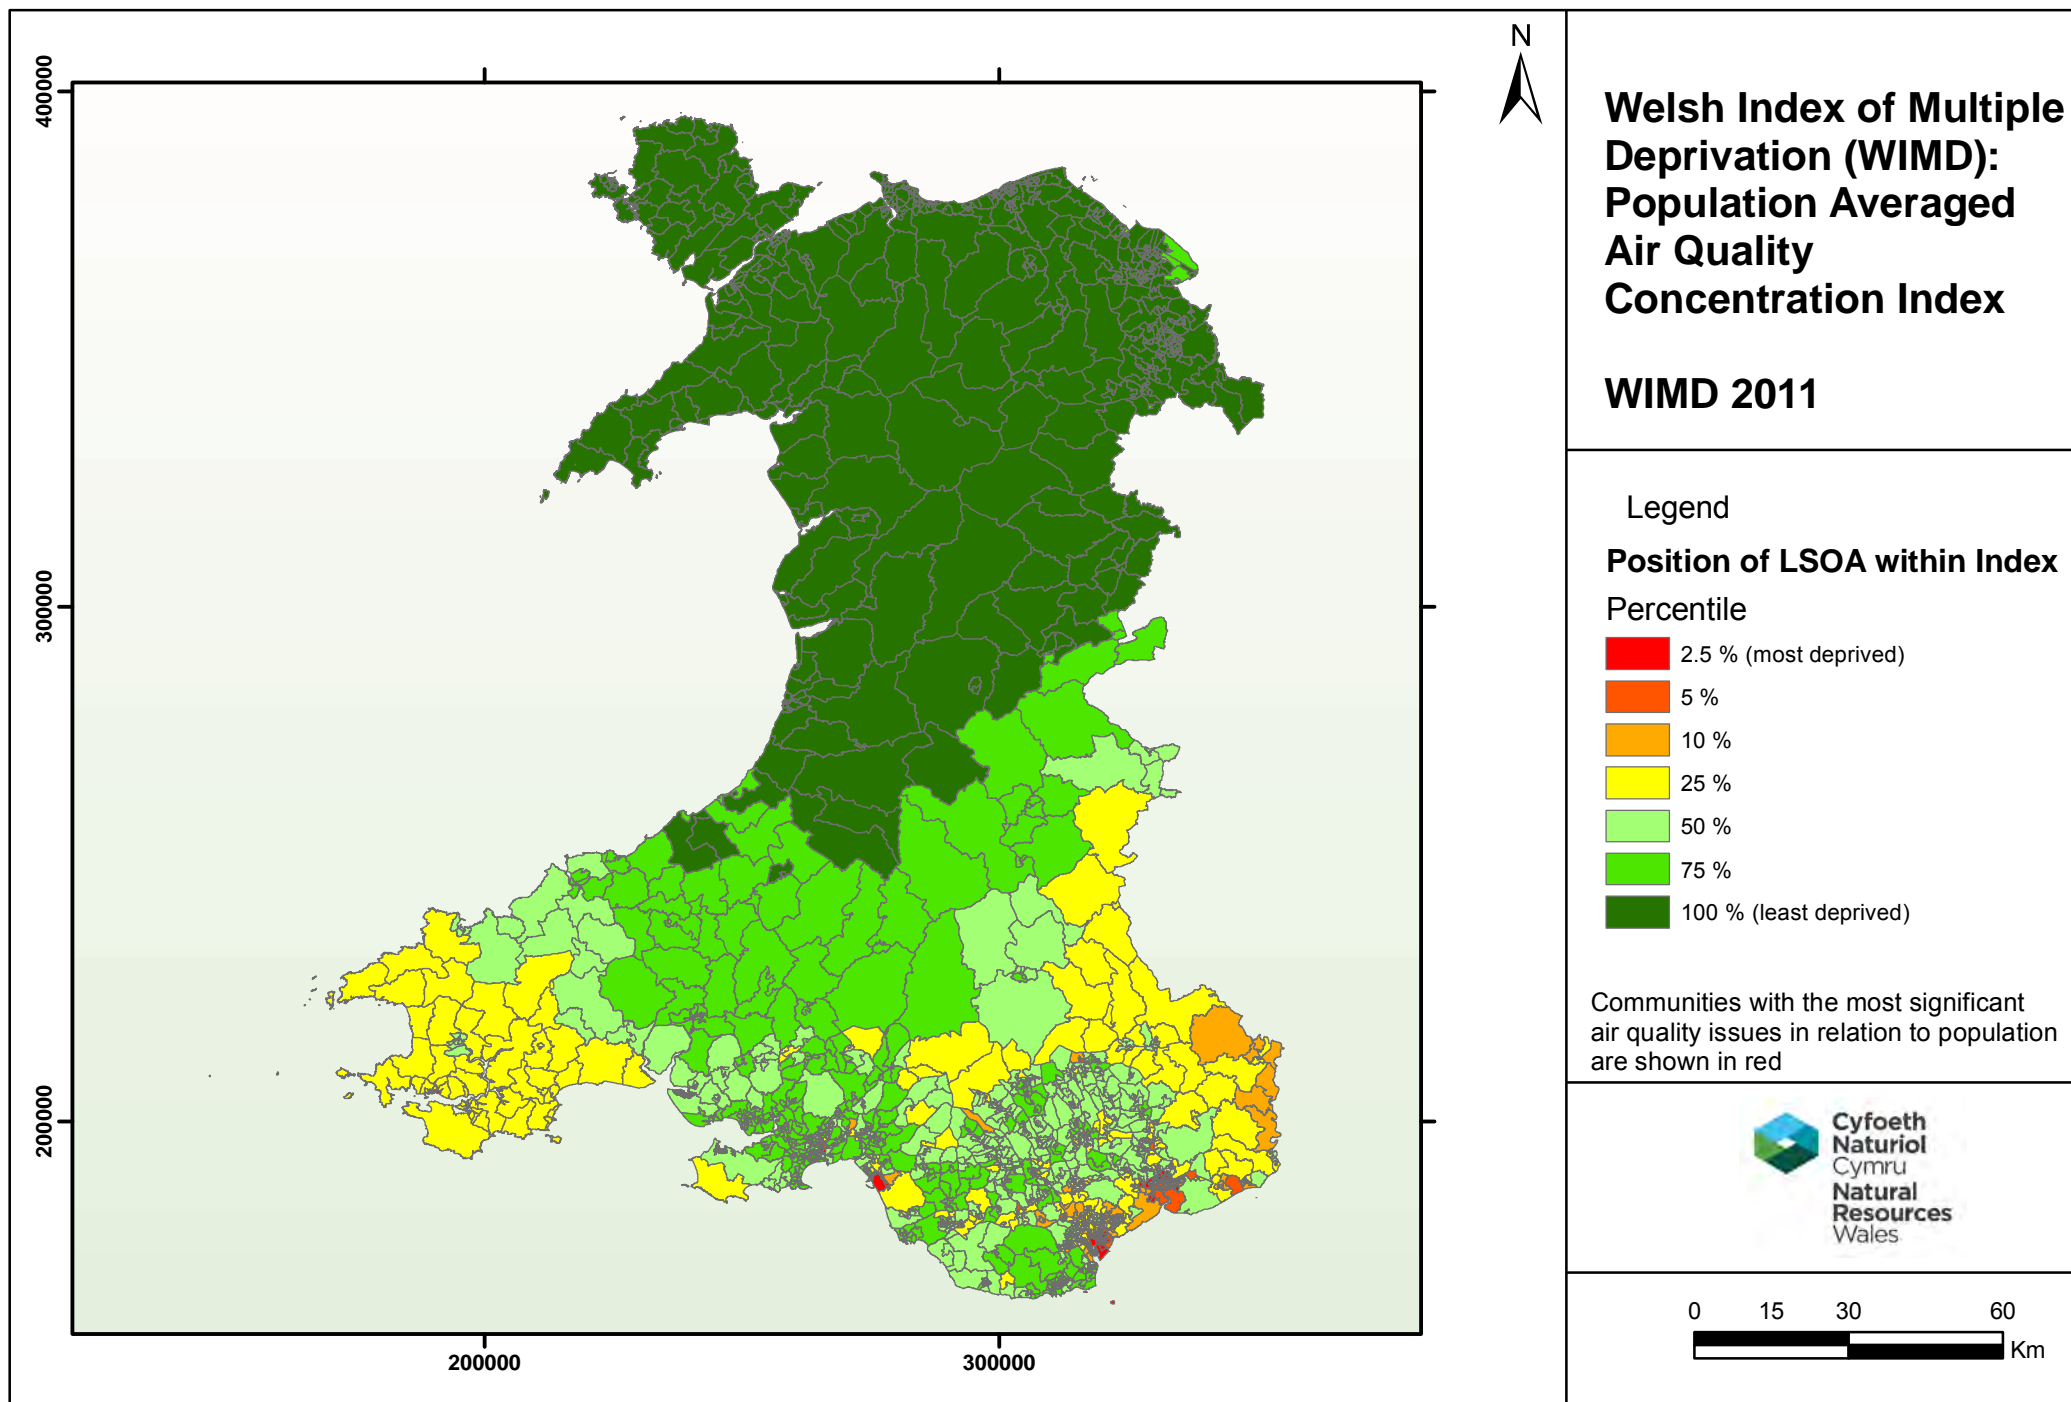 N
400000
300000
200000
200000
300000
Welsh Index of Multiple
Deprivation (WIMD):
Population Averaged
Air Quality
Concentration Index
WIMD 2011
Legend
Position of LSOA within Index
Percentile
2.5 % (most deprived)
5 %
10 %
25 %
50 %
75 %
100 % (least deprived)
Communities with the most significant
air quality issues in relation to population
are shown in red
Cyfoeth
Naturiol
Cymru
Natural
Resources
Wales
0 15 30 60
Km